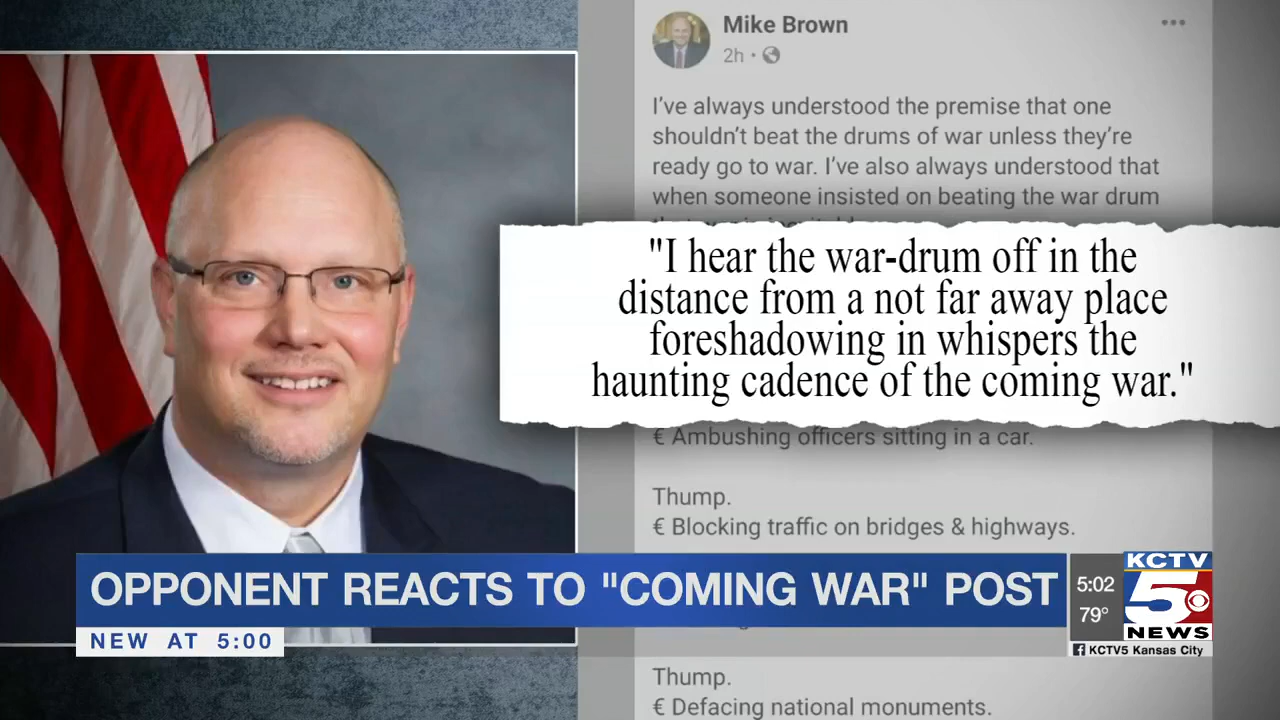 Mike Brown
2h
I've always understood the premise that one
shouldn't beat the drums of war unless they're
ready go to war. I've also always understood that
when someone insisted on beating the war drum
"I hear the war-drum off in the
distance from a not far away place
foreshadowing in whispers the
haunting cadence of the coming war."
€ Ambushing officers sitting in a car.
Thump.
€ Blocking traffic on bridges & highways.
OPPONENT REACTS TO "COMING WAR" POST
NEW AT 5:00
5:02
79°
KCTV
5
NEWS
KCTV5 Kansas City
Thump.
€ Defacing national monuments.